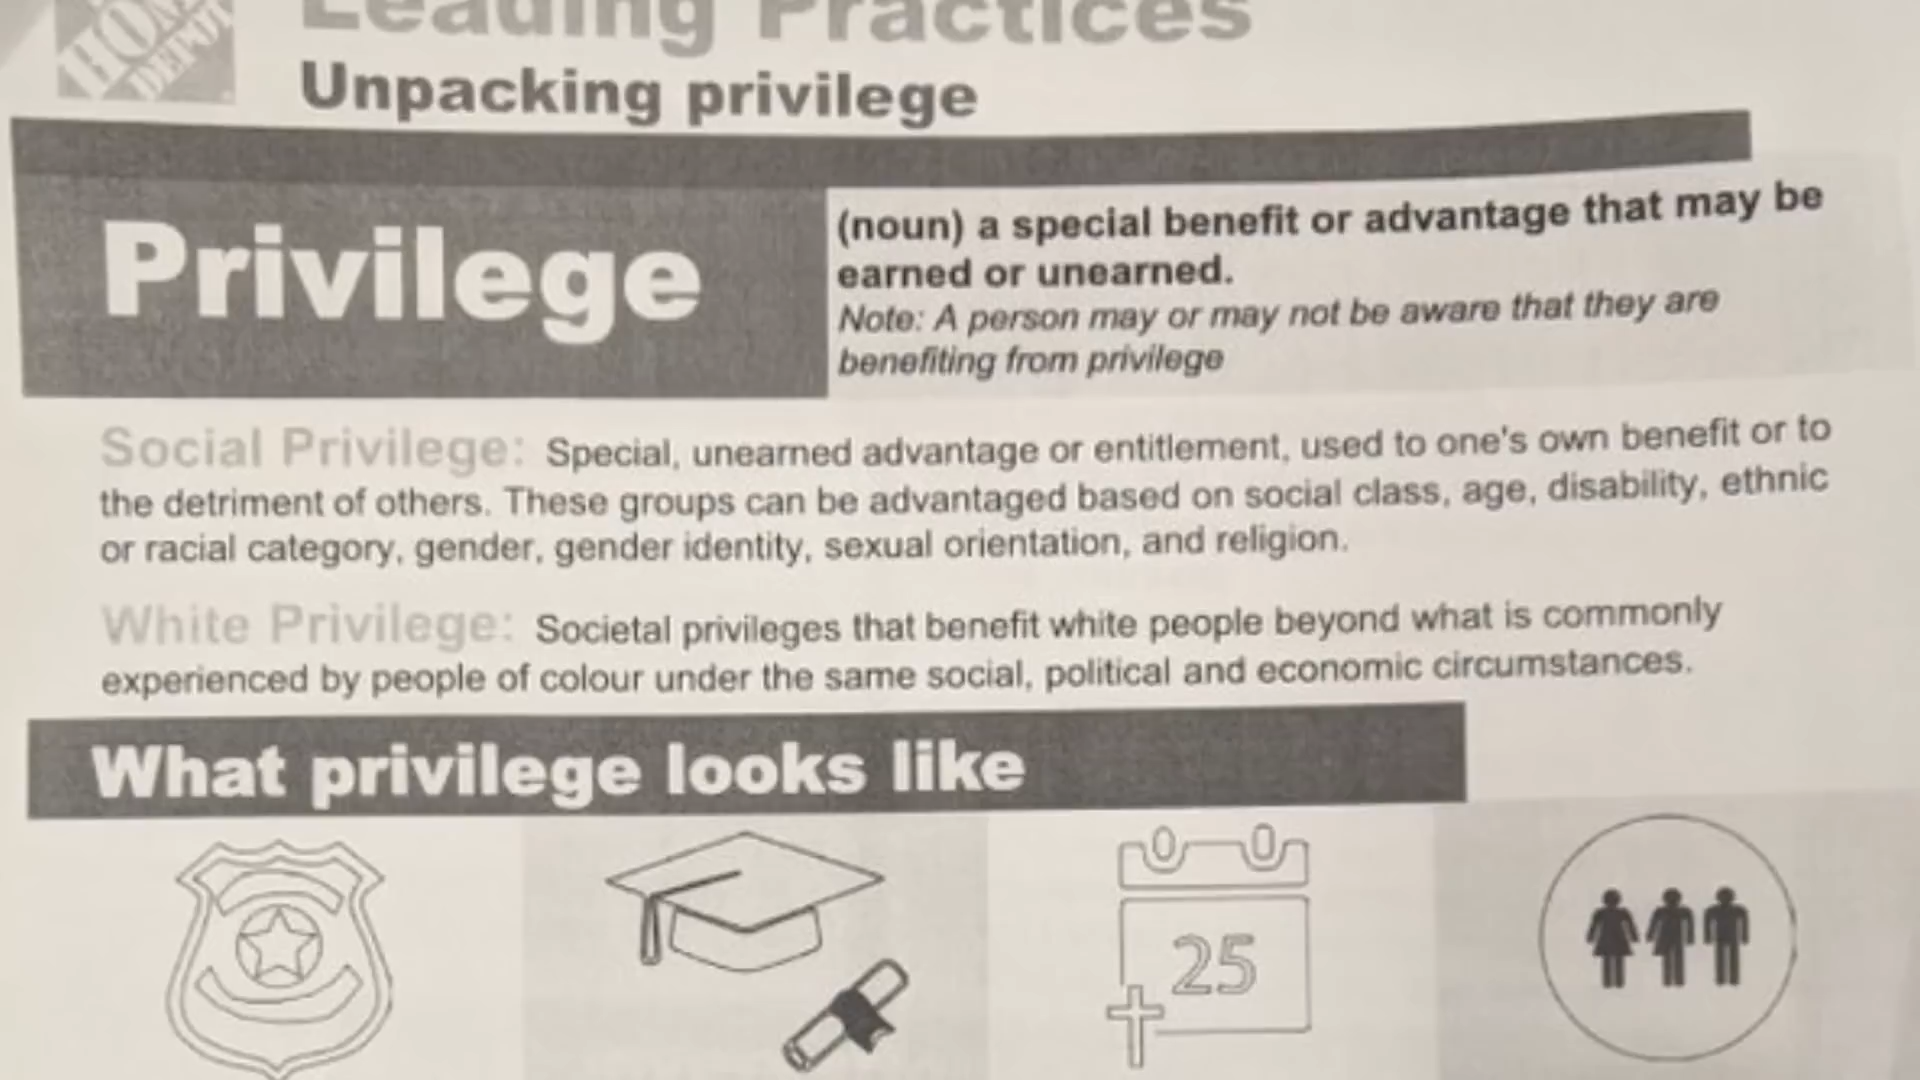 HOME
DEPOT
Leading Practices
Unpacking privilege
Privilege
(noun) a special benefit or advantage that may be
earned or unearned.
Note: A person may or may not be aware that they are
benefiting from privilege
Social Privilege: Special, unearned advantage or entitlement, used to one's own benefit or to
the detriment of others. These groups can be advantaged based on social class, age, disability, ethnic
or racial category, gender, gender identity, sexual orientation, and religion.
White Privilege: Societal privileges that benefit white people beyond what is commonly
experienced by people of colour under the same social, political and economic circumstances.
What privilege looks like
25